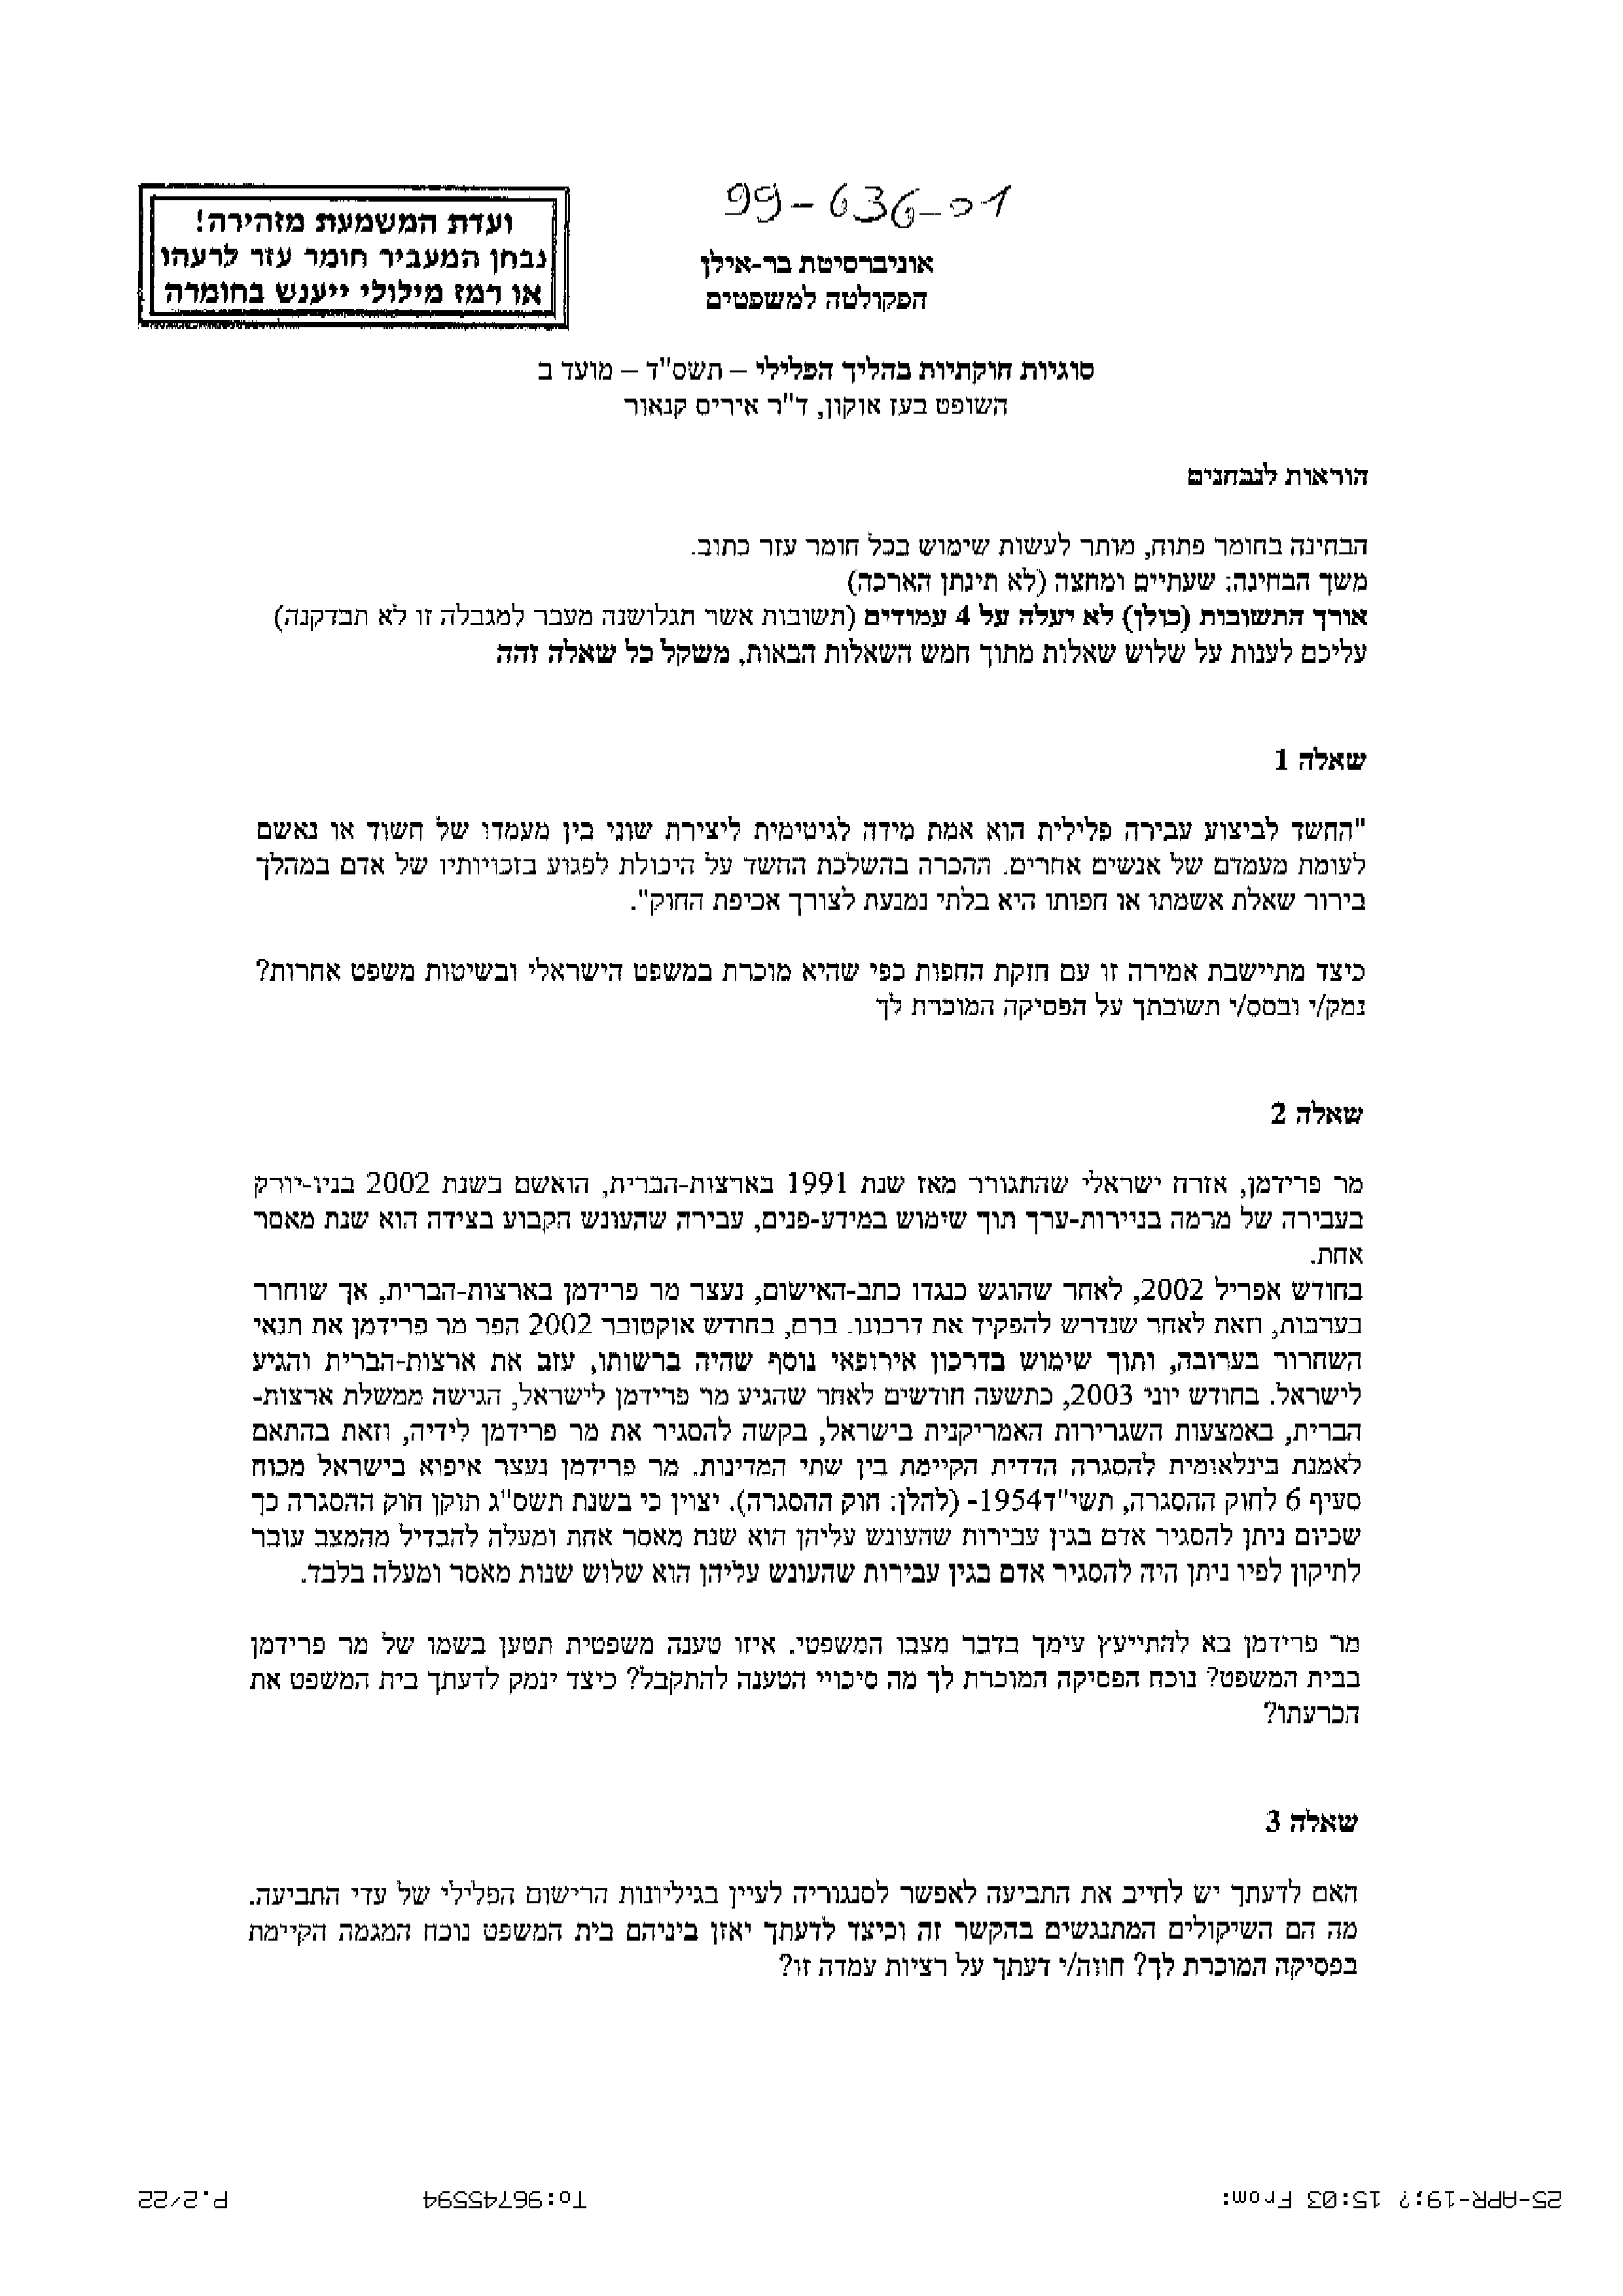 99-636-01
ועדת המשמעת מזהירה!
נבחן המעביר חומר עזר לרעהו
או רמז מילולי ייענש בחומרה
אוניברסיטת בר-אילן
הפקולטה למשפטים
סוגיות חוקתיות בהליך הפלילי – תשס"ד – מועד ב
השופט בעז אוקון, ד"ר איריס קנאור
הוראות לנבחנים
הבחינה בחומר פתוח, מותר לעשות שימוש בכל חומר עזר כתוב.
משך הבחינה: שעתיים ומחצה (לא תינתן הארכה)
אורך התשובות (כולן) לא יעלה על 4 עמודים (תשובות אשר תגלושנה מעבר למגבלה זו לא תבדקנה)
עליכם לענות על שלוש שאלות מתוך חמש השאלות הבאות, משקל כל שאלה זהה
שאלה 1
"החשד לביצוע עבירה פלילית הוא אמת מידה לגיטימית ליצירת שוני בין מעמדו של חשוד או נאשם
לעומת מעמדם של אנשים אחרים. ההכרה בהשלכת החשד על היכולת לפגוע בזכויותיו של אדם במהלך
בירור שאלת אשמתו או חפותו היא בלתי נמנעת לצורך אכיפת החוק".
כיצד מתיישבת אמירה זו עם חזקת החפות כפי שהיא מוכרת במשפט הישראלי ובשיטות משפט אחרות?
נמק/י ובסס/י תשובתך על הפסיקה המוכרת לך
שאלה 2
מר פרידמן, אזרח ישראלי שהתגורר מאז שנת 1991 בארצות-הברית, הואשם בשנת 2002 בניו-יורק
בעבירה של מרמה בניירות-ערך תוך שימוש במידע-פנים, עבירה שהעונש הקבוע בצידה הוא שנת מאסר
אחת.
בחודש אפריל 2002, לאחר שהוגש כנגדו כתב-האישום, נעצר מר פרידמן בארצות-הברית, אך שוחרר
בערבות, וזאת לאחר שנדרש להפקיד את דרכונו. ברם, בחודש אוקטובר 2002 הפר מר פרידמן את תנאי
השחרור בערובה, ותוך שימוש בדרכון אירופאי נוסף שהיה ברשותו, עזב את ארצות-הברית והגיע
לישראל. בחודש יוני 2003, כתשעה חודשים לאחר שהגיע מר פרידמן לישראל, הגישה ממשלת ארצות-
הברית, באמצעות השגרירות האמריקנית בישראל, בקשה להסגיר את מר פרידמן לידיה, וזאת בהתאם
לאמנת בינלאומית להסגרה הדדית הקיימת בין שתי המדינות. מר פרידמן נעצר איפוא בישראל מכוח
סעיף 6 לחוק ההסגרה, תשי"ד1954- (להלן: חוק ההסגרה). יצוין כי בשנת תשס"ג תוקן חוק ההסגרה כך
שכיום ניתן להסגיר אדם בגין עבירות שהעונש עליהן הוא שנת מאסר אחת ומעלה להבדיל מהמצב עובר
לתיקון לפיו ניתן היה להסגיר אדם בגין עבירות שהעונש עליהן הוא שלוש שנות מאסר ומעלה בלבד.
מר פרידמן בא להתייעץ עימך בדבר מצבו המשפטי. איזו טענה משפטית תטען בשמו של מר פרידמן
בבית המשפט? נוכח הפסיקה המוכרת לך מה סיכויי הטענה להתקבל? כיצד ינמק לדעתך בית המשפט את
הכרעתו?
שאלה 3
האם לדעתך יש לחייב את התביעה לאפשר לסנגוריה לעיין בגיליונות הרישום הפלילי של עדי התביעה.
מה הם השיקולים המתנגשים בהקשר זה וכיצד לדעתך יאזן ביניהם בית המשפט נוכח המגמה הקיימת
בפסיקה המוכרת לך? חווה/י דעתך על רציות עמדה זו?
25-APR-19;? 15:03 From: To:96745594 P.2/22